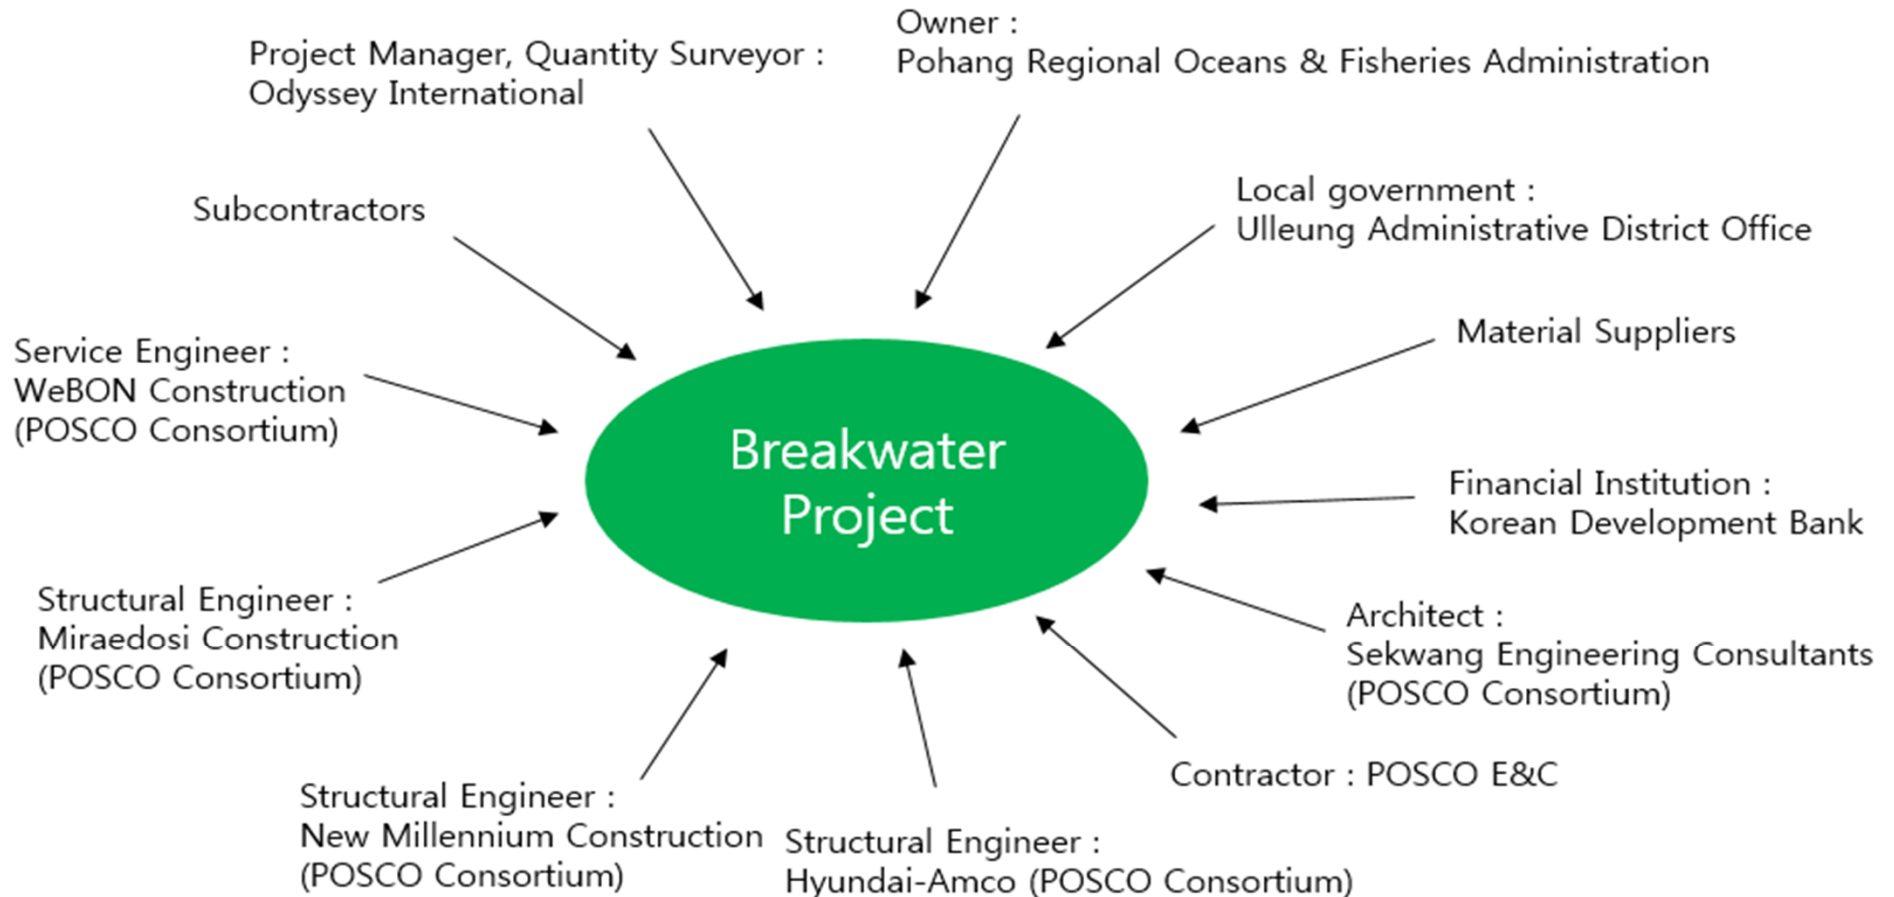 Owner :
Pohang Regional Oceans & Fisheries Administration
Project Manager, Quantity Surveyor :
Odyssey International
Local government :
Ulleung Administrative District Office
Subcontractors
Material Suppliers
Service Engineer :
WeBON Construction
(POSCO Consortium)
Breakwater
Project
Financial Institution :
Korean Development Bank
Structural Engineer :
Miraedosi Construction
(POSCO Consortium)
Architect :
Sekwang Engineering Consultants
(POSCO Consortium)
Contractor : POSCO E&C
Structural Engineer :
New Millennium Construction
(POSCO Consortium)
Structural Engineer :
Hyundai-Amco (POSCO Consortium)